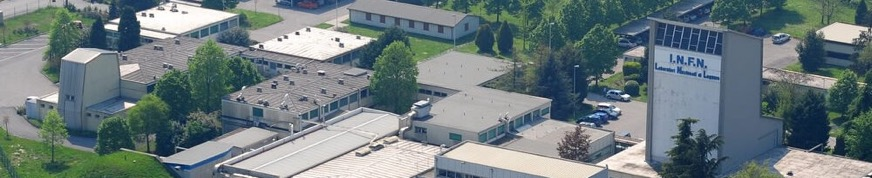 I.N.F.N.
Laboratori Nazionali di Legnaro